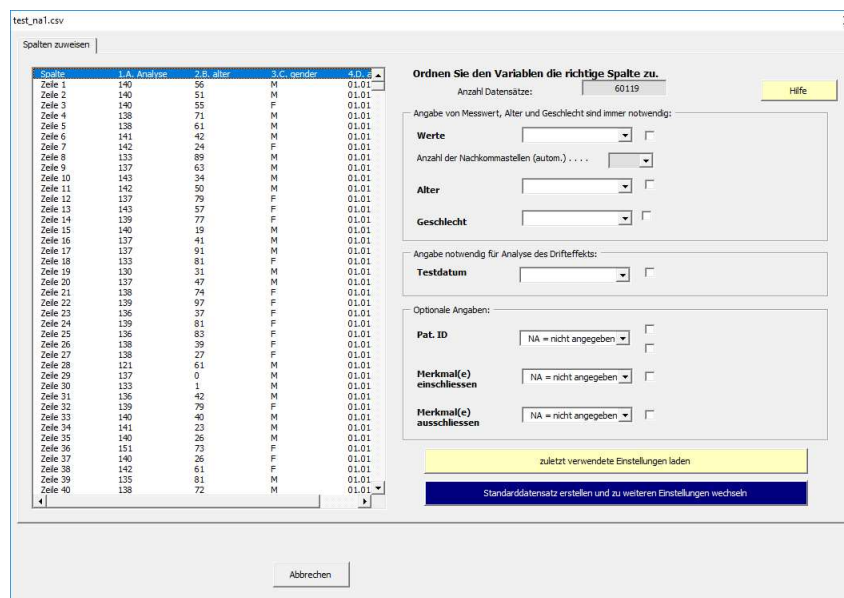 test_na1.csv
Spalten zuweisen
Spalte 1.A. Analyse 2.B. alter 3.C. gender 4.D. a
Zeile 1 140 56 M 01.01
Zeile 2 140 51 M 01.01
Zeile 3 140 55 F 01.01
Zeile 4 138 71 M 01.01
Zeile 5 138 61 M 01.01
Zeile 6 141 42 M 01.01
Zeile 7 142 24 F 01.01
Zeile 8 133 89 M 01.01
Zeile 9 137 63 M 01.01
Zeile 10 143 34 M 01.01
Zeile 11 142 50 M 01.01
Zeile 12 137 79 F 01.01
Zeile 13 143 57 F 01.01
Zeile 14 139 77 F 01.01
Zeile 15 140 19 M 01.01
Zeile 16 137 41 M 01.01
Zeile 17 137 91 M 01.01
Zeile 18 133 81 F 01.01
Zeile 19 130 31 M 01.01
Zeile 20 137 47 M 01.01
Zeile 21 138 74 F 01.01
Zeile 22 139 97 F 01.01
Zeile 23 136 37 F 01.01
Zeile 24 139 81 F 01.01
Zeile 25 136 83 F 01.01
Zeile 26 138 39 F 01.01
Zeile 27 138 27 F 01.01
Zeile 28 121 61 M 01.01
Zeile 29 137 0 M 01.01
Zeile 30 133 1 M 01.01
Zeile 31 136 42 M 01.01
Zeile 32 139 79 F 01.01
Zeile 33 140 40 M 01.01
Zeile 34 141 23 M 01.01
Zeile 35 140 26 M 01.01
Zeile 36 151 73 F 01.01
Zeile 37 140 26 F 01.01
Zeile 38 142 61 F 01.01
Zeile 39 135 81 M 01.01
Zeile 40 138 72 M 01.01
Ordnen Sie den Variablen die richtige Spalte zu.
Anzahl Datensätze: 60119
Hilfe
Angabe von Messwert, Alter und Geschlecht sind immer notwendig:
Werte
Anzahl der Nachkommastellen (autom.) . . . .
Alter
Geschlecht
Angabe notwendig für Analyse des Drifteffekts:
Testdatum
Optionale Angaben:
Pat. ID NA = nicht angegeben
Merkmal(e)
einschliessen NA = nicht angegeben
Merkmal(e)
ausschliessen NA = nicht angegeben
zuletzt verwendete Einstellungen laden
Standarddatensatz erstellen und zu weiteren Einstellungen wechseln
Abbrechen